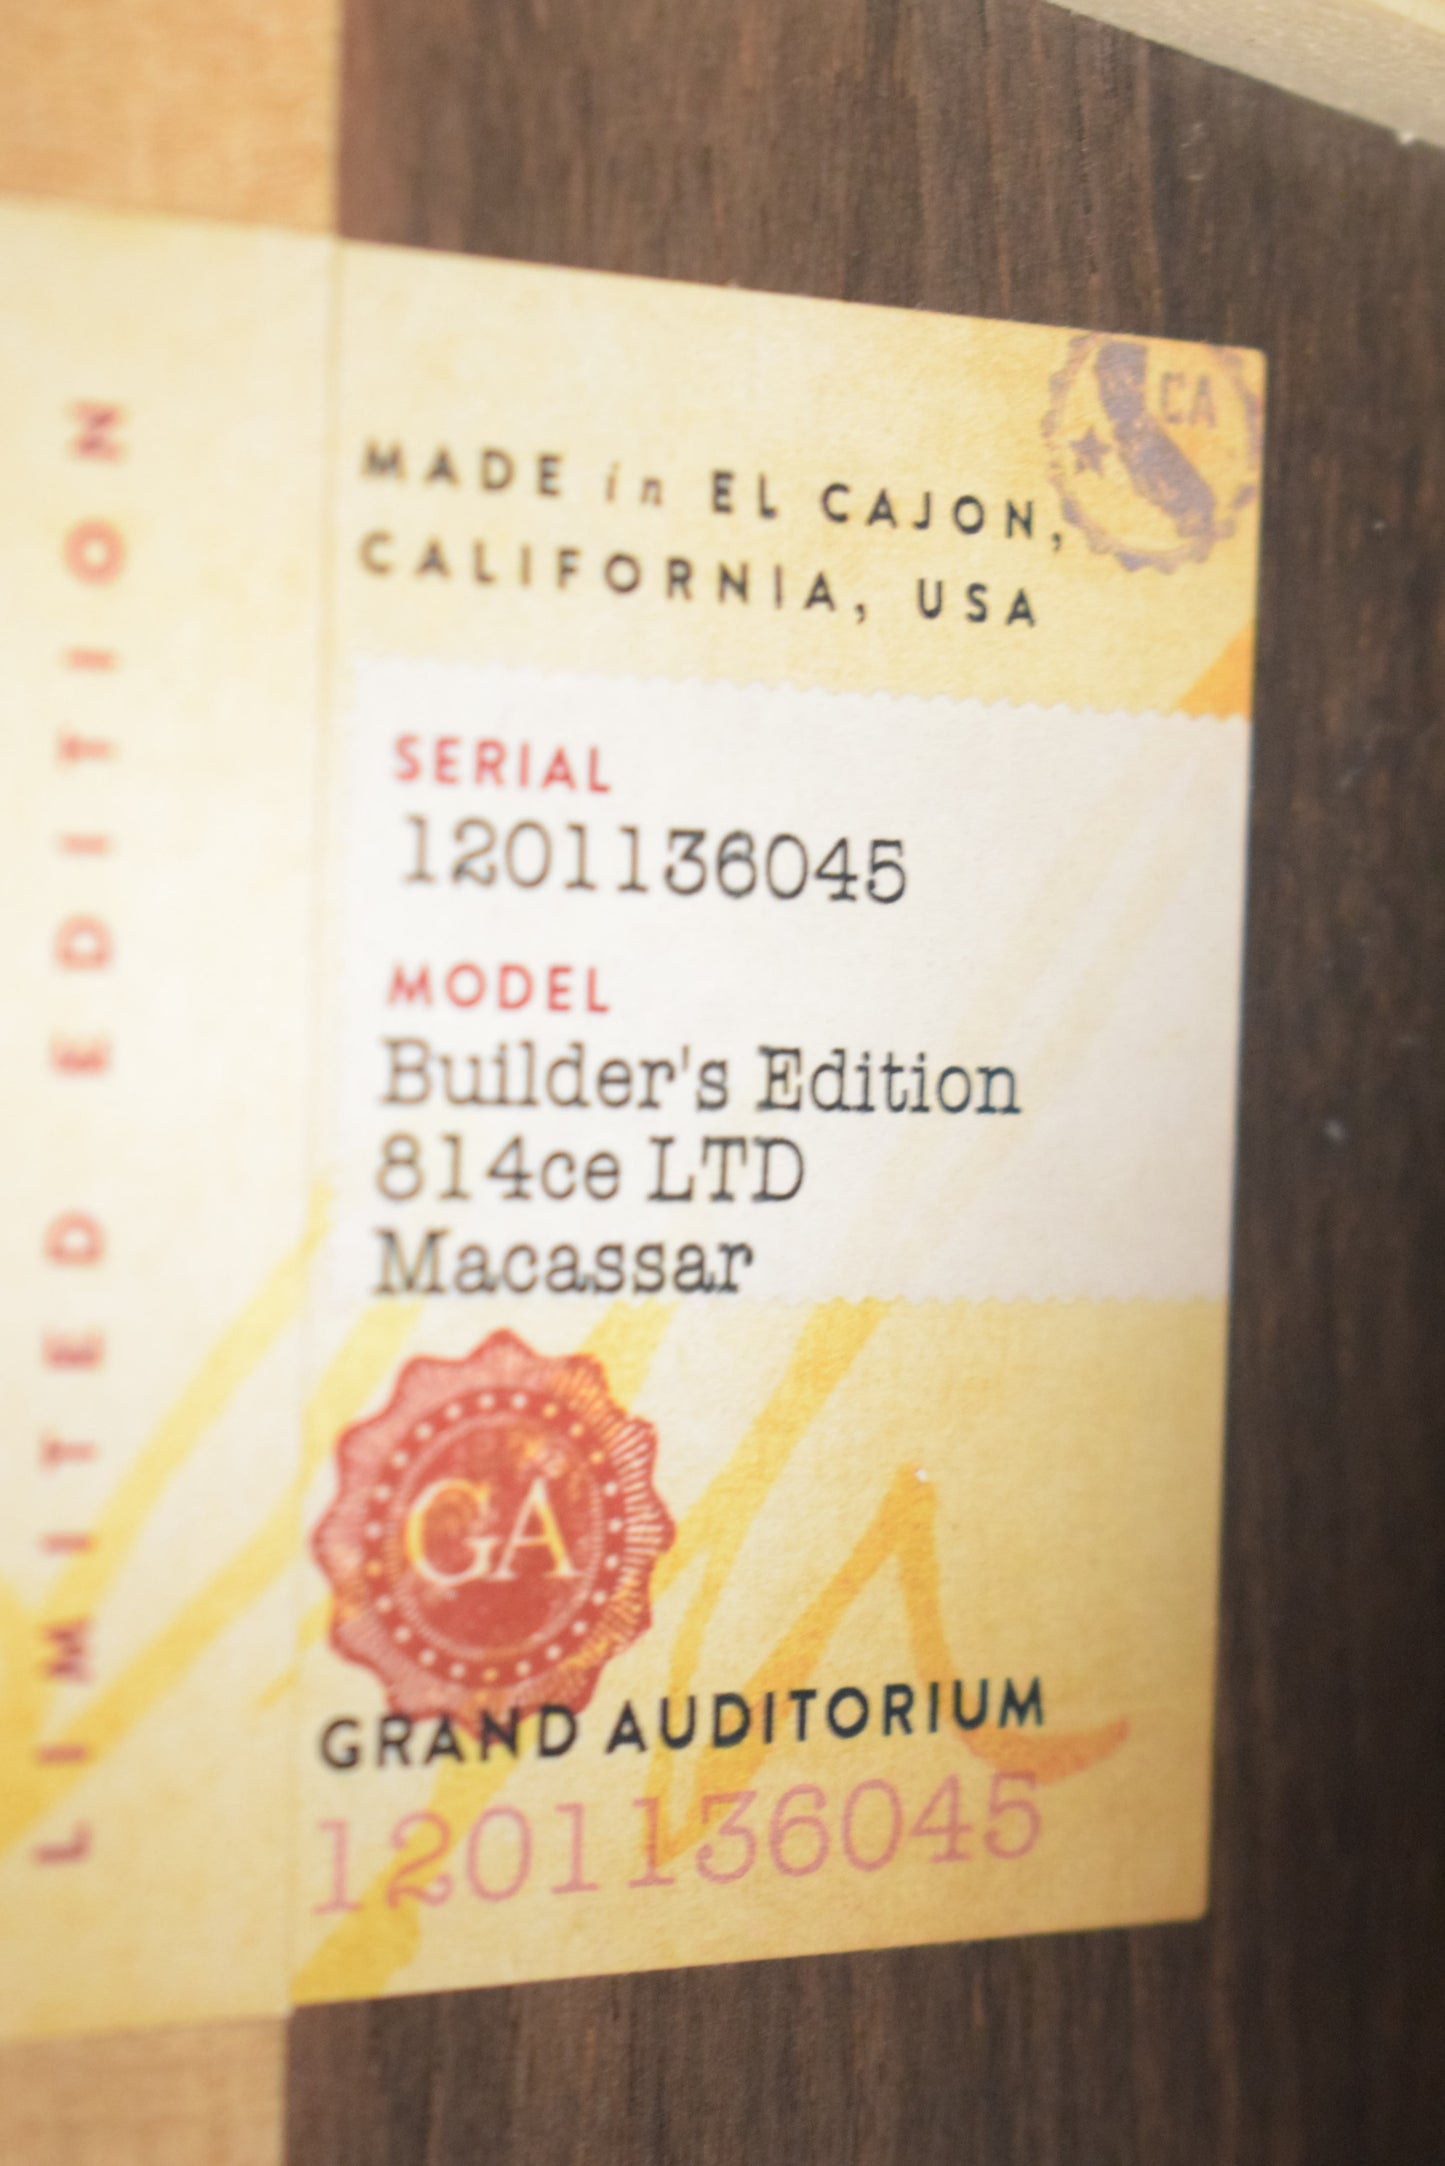 LIMITED EDITION
CA
MADE in EL CAJON,
CALIFORNIA, USA
SERIAL
1201136045
MODEL
Builder's Edition
814ce LTD
Macassar
GA
GRAND AUDITORIUM
1201136045